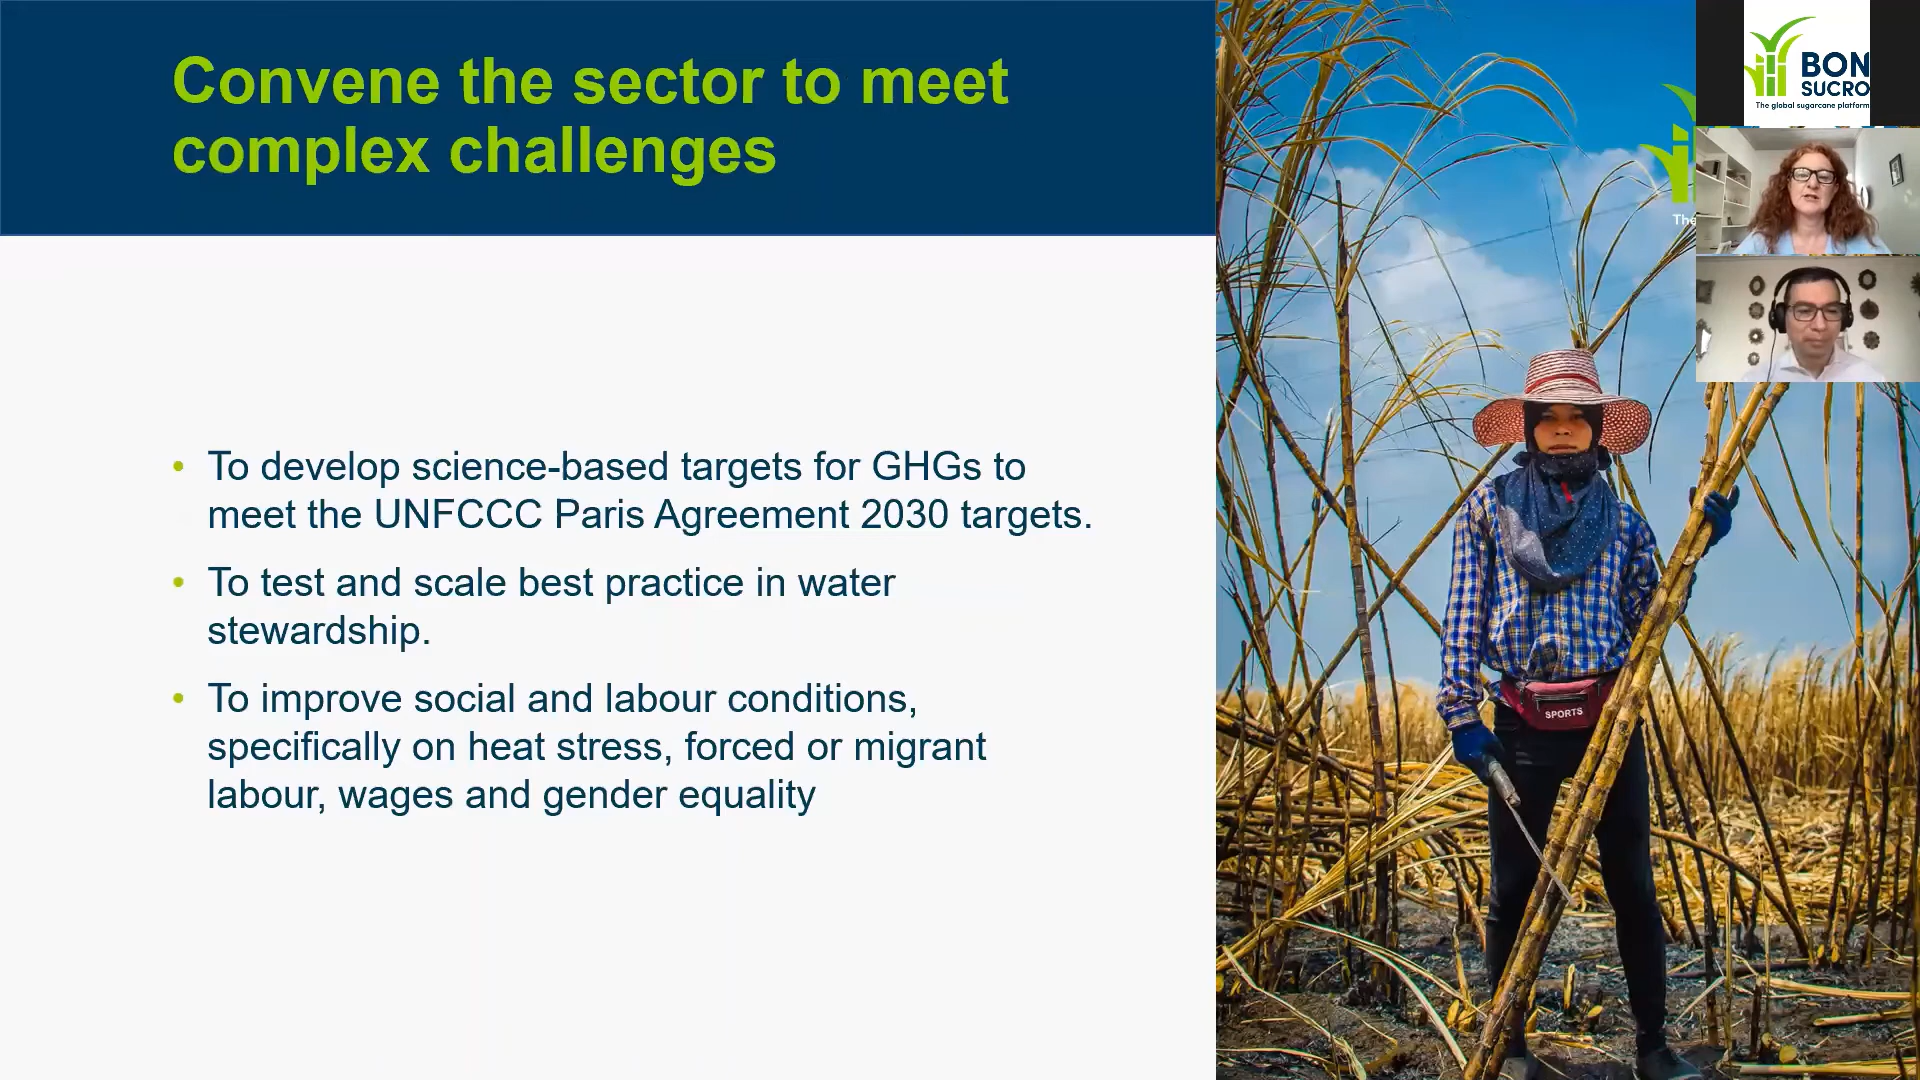 Convene the sector to meet
complex challenges
• To develop science-based targets for GHGs to
meet the UNFCCC Paris Agreement 2030 targets.
• To test and scale best practice in water
stewardship.
• To improve social and labour conditions,
specifically on heat stress, forced or migrant
labour, wages and gender equality
BON
SUCRO
The global sugarcane platform
The
SPORTS